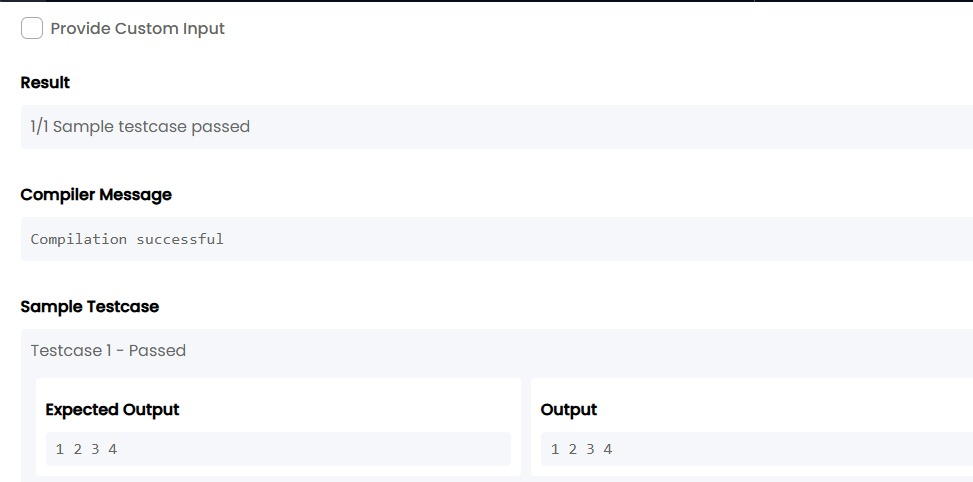 Provide Custom Input
Result
1/1 Sample testcase passed
Compiler Message
Compilation successful
Sample Testcase
Testcase 1 - Passed
Expected Output
1 2 3 4
Output
1 2 3 4